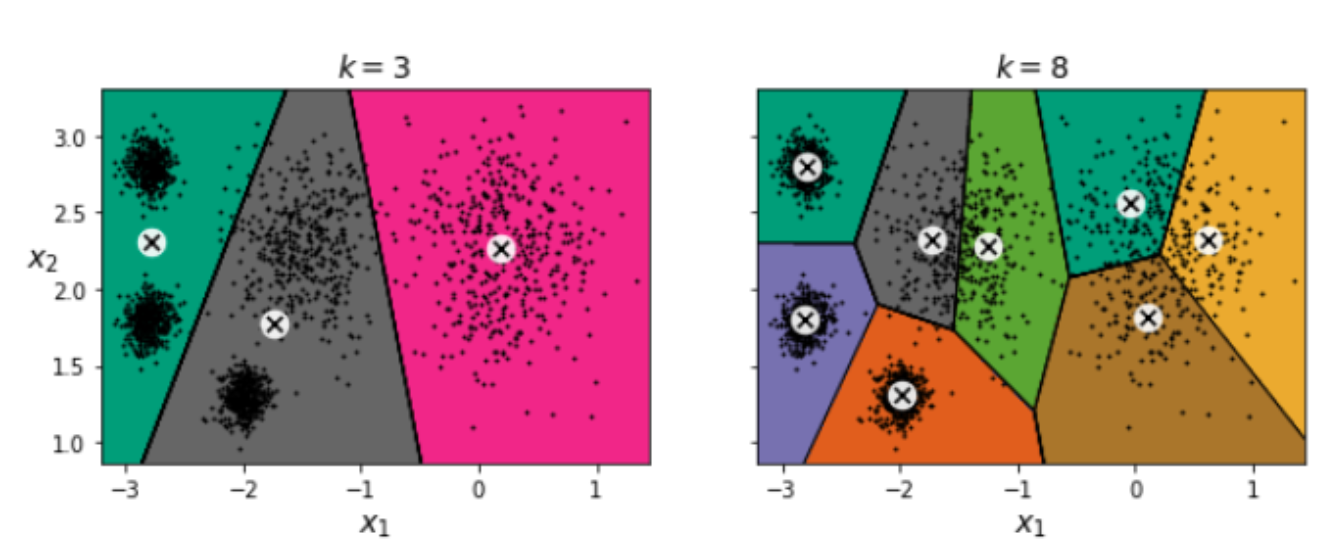 k = 3
3.0
2.5
x₂
2.0
1.5
1.0
−3 −2 −1 0 1
x₁
k = 8
−3 −2 −1 0 1
x₁